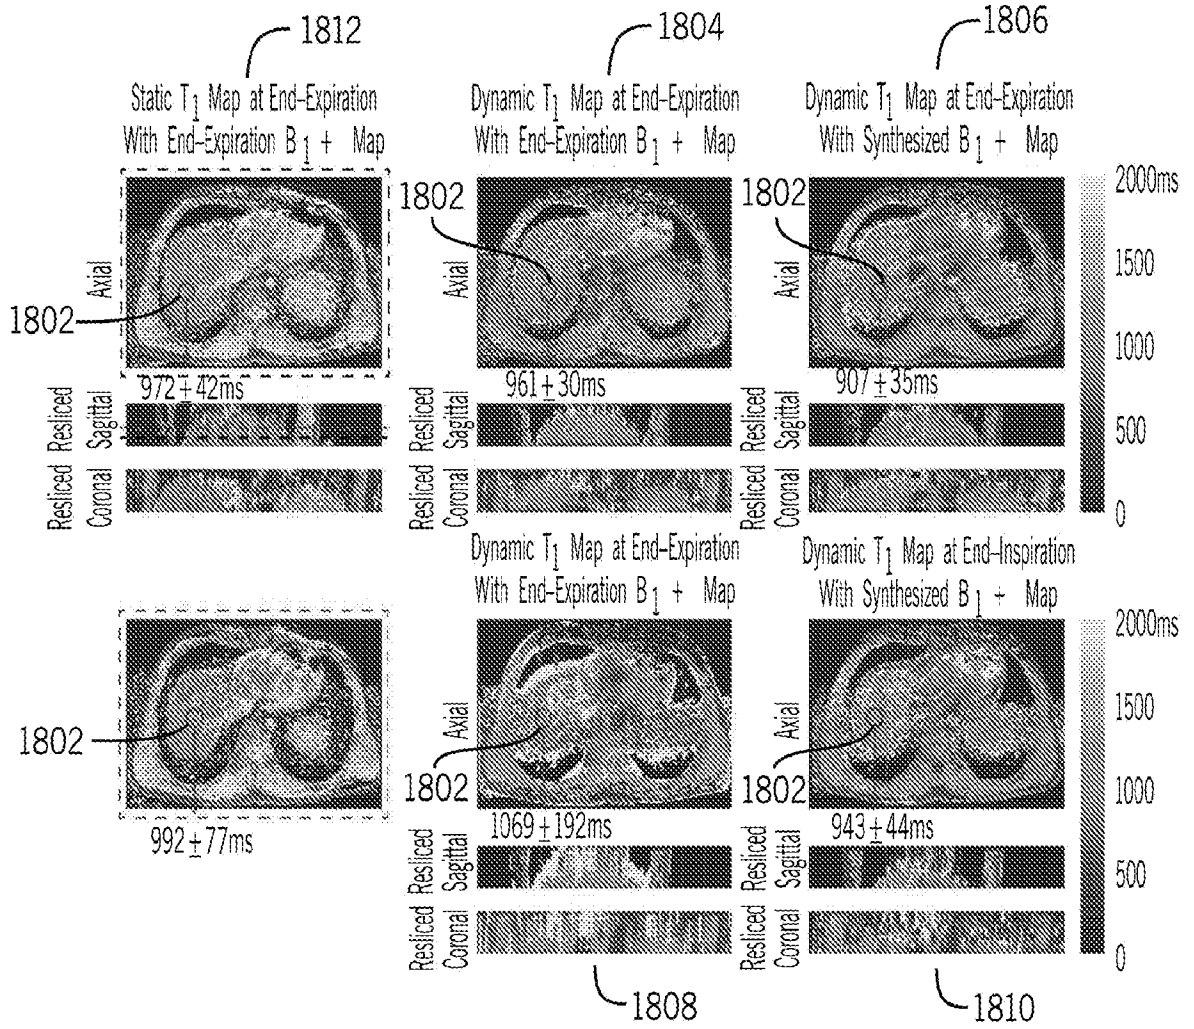 1812
1804
1806
Static T1 Map at End-Expiration
With End-Expiration B1 + Map
Dynamic T1 Map at End-Expiration
With End-Expiration B1 + Map
Dynamic T1 Map at End-Expiration
With Synthesized B1 + Map
1802
1802
1802
Axial
Axial
Axial
2000ms
1500
1000
500
0
972±42ms
961±30ms
907±35ms
Resliced
Sagittal
Resliced
Sagittal
Resliced
Sagittal
Resliced
Coronal
Resliced
Coronal
Resliced
Coronal
Dynamic T1 Map at End-Expiration
With End-Expiration B1 + Map
Dynamic T1 Map at End-Inspiration
With Synthesized B1 + Map
1802
1802
1802
Axial
Axial
2000ms
1500
1000
500
0
992±77ms
1069±192ms
943±44ms
Resliced
Sagittal
Resliced
Sagittal
Resliced
Coronal
Resliced
Coronal
1808
1810